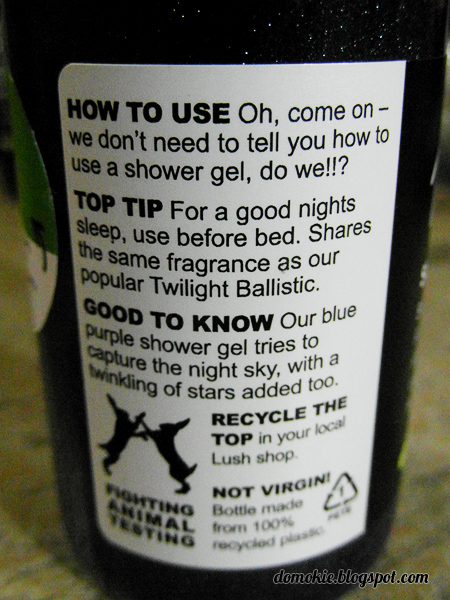 HOW TO USE Oh, come on –
we don't need to tell you how to
use a shower gel, do we!!?
TOP TIP For a good nights
sleep, use before bed. Shares
the same fragrance as our
popular Twilight Ballistic.
GOOD TO KNOW Our blue
purple shower gel tries to
capture the night sky, with a
twinkling of stars added too.
RECYCLE THE
TOP in your local
Lush shop.
FIGHTING
ANIMAL
TESTING
NOT VIRGIN!
Bottle made
from 100%
recycled plastic.
1
PETE
domokie.blogspot.com